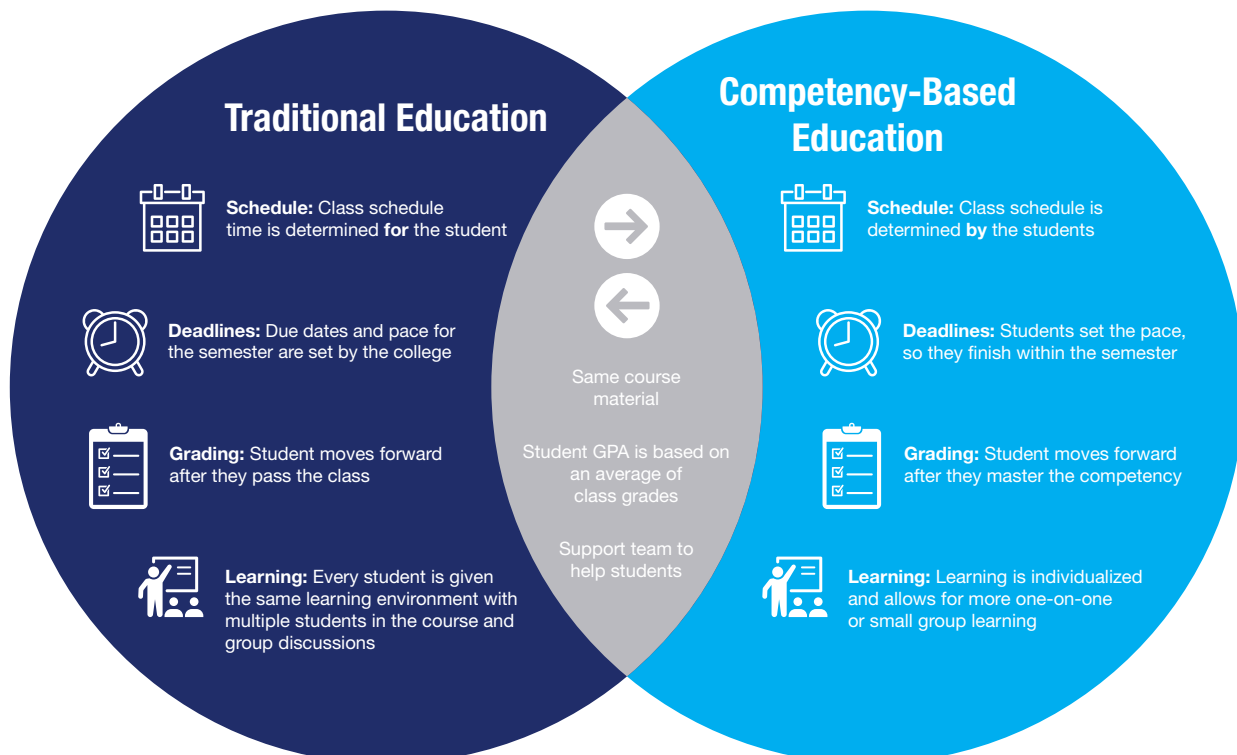 Traditional Education
Schedule: Class schedule
time is determined for the student
Deadlines: Due dates and pace for
the semester are set by the college
Grading: Student moves forward
after they pass the class
Learning: Every student is given
the same learning environment with
multiple students in the course and
group discussions
Same course
material
Student GPA is based on
an average of
class grades
Support team to
help students
Competency-Based
Education
Schedule: Class schedule is
determined by the students
Deadlines: Students set the pace,
so they finish within the semester
Grading: Student moves forward
after they master the competency
Learning: Learning is individualized
and allows for more one-on-one
or small group learning